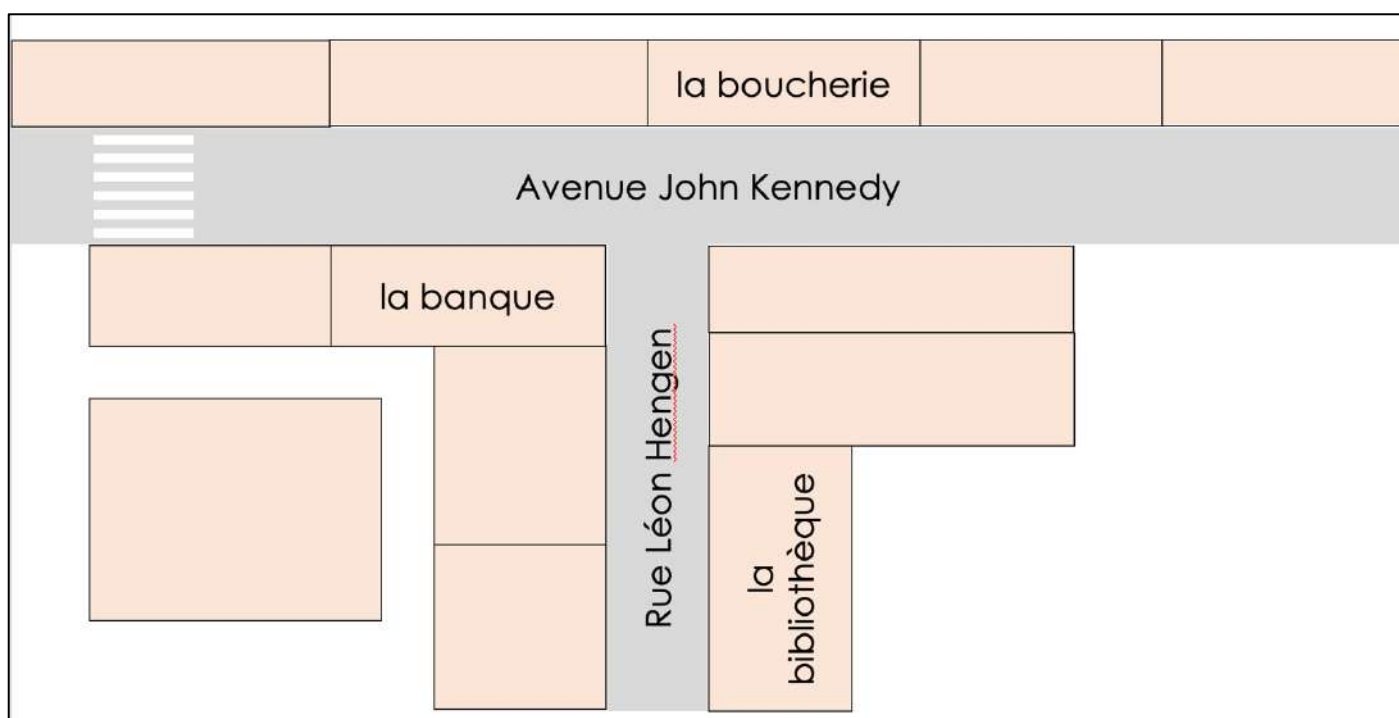 la boucherie
Avenue John Kennedy
la banque
Rue Léon Hengen
la
bibliothèque